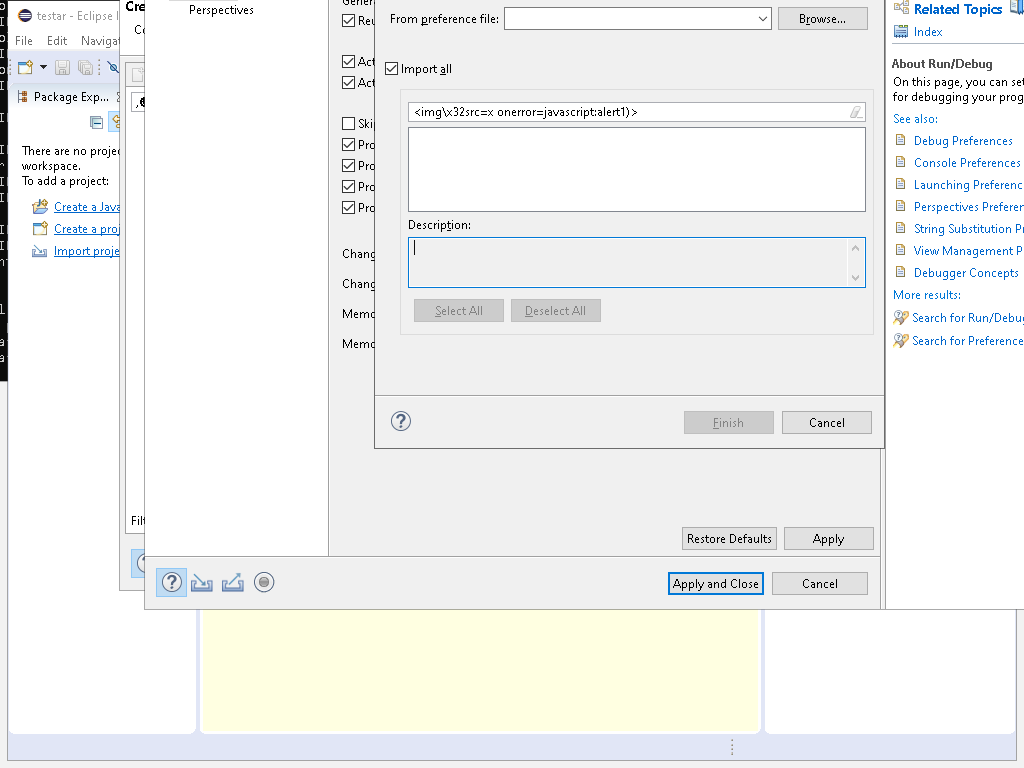 testar - Eclipse I
File Edit Navigat
Package Exp...
There are no projec
workspace.
To add a project:
Create a Java
Create a proj
Import proje
Cre
Filt
Perspectives
Reu
Act
Act
Skip
Pro
Pro
Pro
Pro
Chang
Chang
Memo
Memo
From preference file:
Browse...
Import all
<img\x32src=x onerror=javascript:alert1)>
Description:
Select All Deselect All
Finish Cancel
Restore Defaults Apply
Apply and Close Cancel
Related Topics
Index
About Run/Debug
On this page, you can set
for debugging your prog
See also:
Debug Preferences
Console Preferences
Launching Preferenc
Perspectives Preferen
String Substitution Pr
View Management P
Debugger Concepts
More results:
Search for Run/Debug
Search for Preference